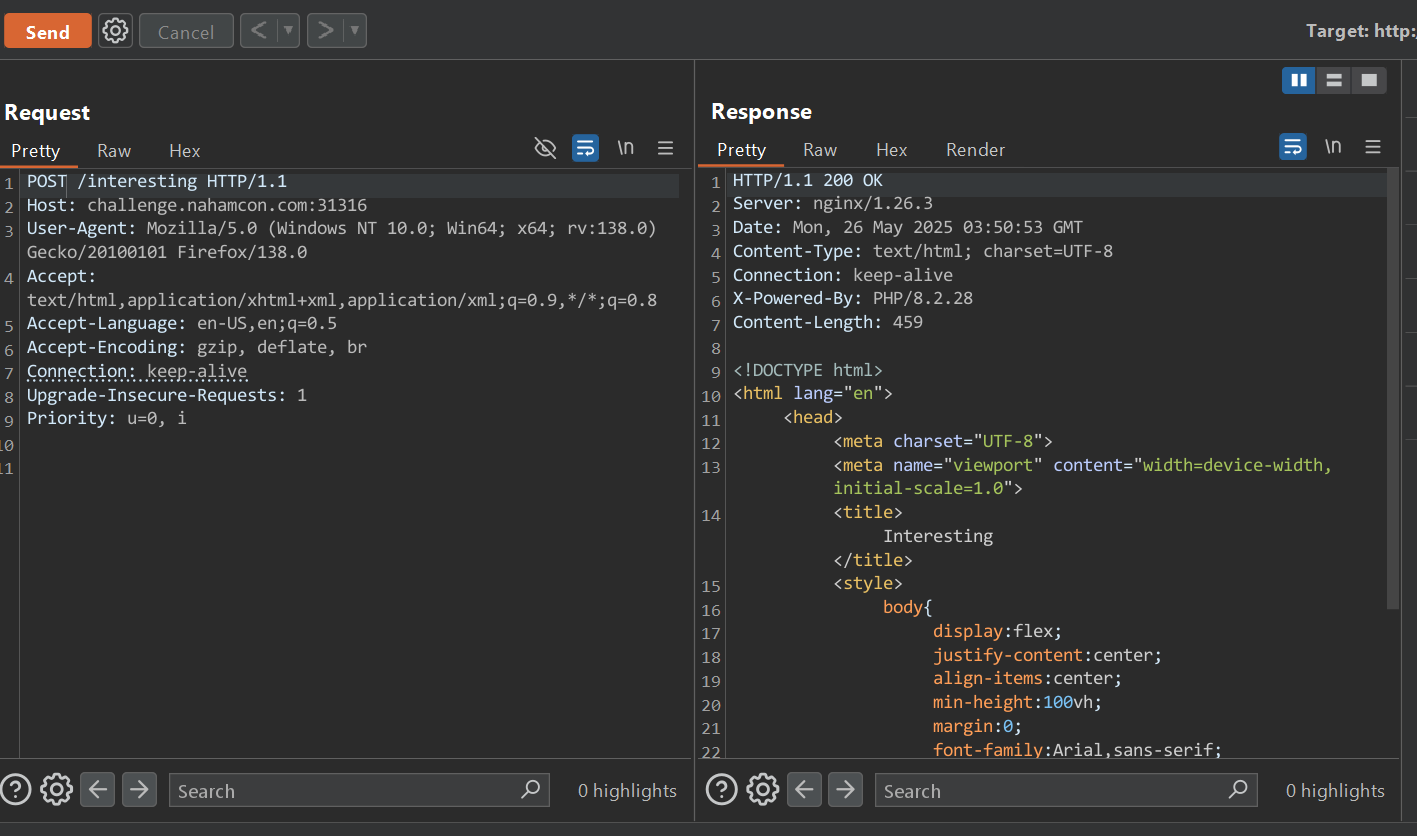 Send
Cancel
Target: http:/
Request
Pretty Raw Hex
\n
1 POST /interesting HTTP/1.1
2 Host: challenge.nahamcon.com:31316
3 User-Agent: Mozilla/5.0 (Windows NT 10.0; Win64; x64; rv:138.0)
Gecko/20100101 Firefox/138.0
4 Accept:
text/html,application/xhtml+xml,application/xml;q=0.9,*/*;q=0.8
5 Accept-Language: en-US,en;q=0.5
6 Accept-Encoding: gzip, deflate, br
7 Connection: keep-alive
8 Upgrade-Insecure-Requests: 1
9 Priority: u=0, i
10
11
Search
0 highlights
Response
Pretty Raw Hex Render
\n
1 HTTP/1.1 200 OK
2 Server: nginx/1.26.3
3 Date: Mon, 26 May 2025 03:50:53 GMT
4 Content-Type: text/html; charset=UTF-8
5 Connection: keep-alive
6 X-Powered-By: PHP/8.2.28
7 Content-Length: 459
8
9 <!DOCTYPE html>
10 <html lang="en">
11 <head>
12 <meta charset="UTF-8">
13 <meta name="viewport" content="width=device-width,
initial-scale=1.0">
14 <title>
Interesting
</title>
15 <style>
16 body{
17 display:flex;
18 justify-content:center;
19 align-items:center;
20 min-height:100vh;
21 margin:0;
22 font-family:Arial,sans-serif;
Search
0 highlights